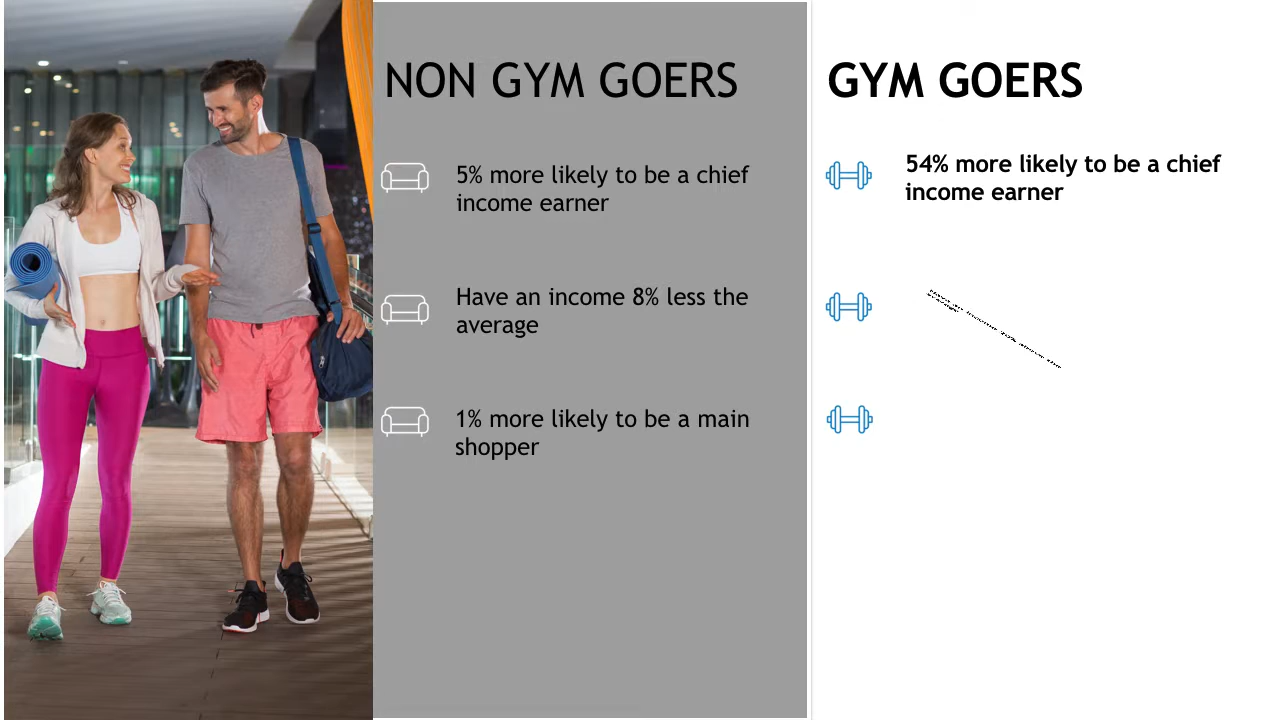 NON GYM GOERS
5% more likely to be a chief
income earner
Have an income 8% less the
average
1% more likely to be a main
shopper
GYM GOERS
54% more likely to be a chief
income earner